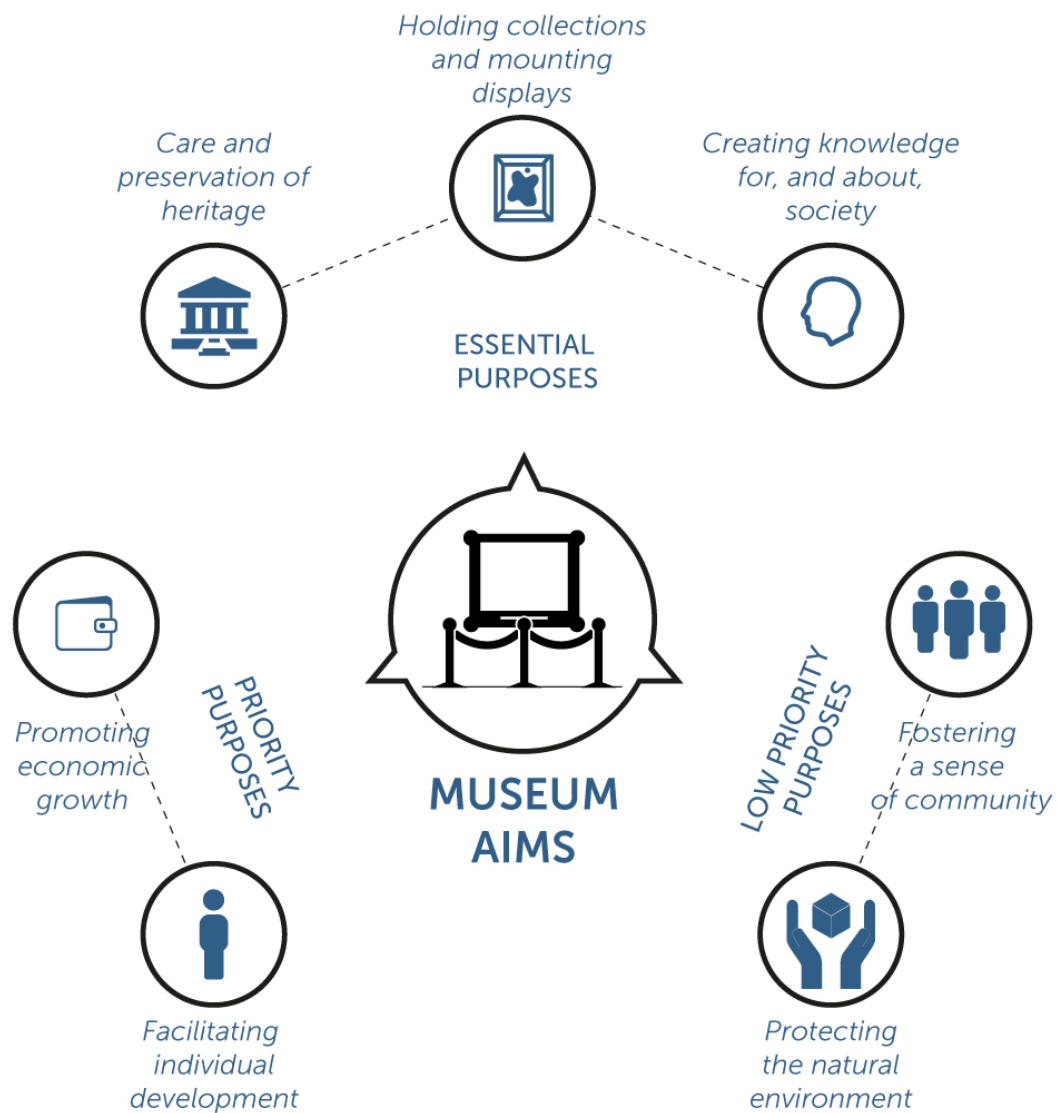 Holding collections
and mounting
displays
Care and
preservation of
heritage
Creating knowledge
for, and about,
society
ESSENTIAL
PURPOSES
PRIORITY
PURPOSES
LOW PRIORITY
PURPOSES
Promoting
economic
growth
Fostering
a sense
of community
MUSEUM
AIMS
Facilitating
individual
development
Protecting
the natural
environment